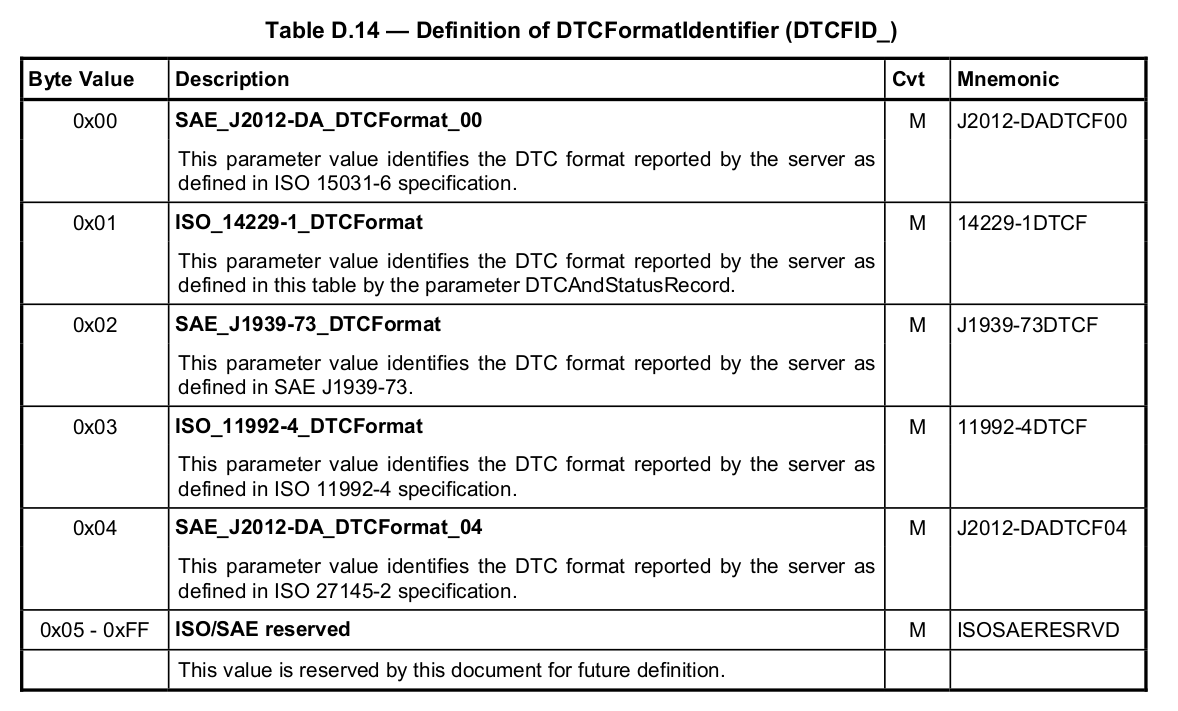 Table D.14 — Definition of DTCFormatIdentifier (DTCFID_)
Byte Value Description Cvt Mnemonic
0x00 SAE_J2012-DA_DTCFormat_00 M J2012-DADTCF00
This parameter value identifies the DTC format reported by the server as
defined in ISO 15031-6 specification.
0x01 ISO_14229-1_DTCFormat M 14229-1DTCF
This parameter value identifies the DTC format reported by the server as
defined in this table by the parameter DTCAndStatusRecord.
0x02 SAE_J1939-73_DTCFormat M J1939-73DTCF
This parameter value identifies the DTC format reported by the server as
defined in SAE J1939-73.
0x03 ISO_11992-4_DTCFormat M 11992-4DTCF
This parameter value identifies the DTC format reported by the server as
defined in ISO 11992-4 specification.
0x04 SAE_J2012-DA_DTCFormat_04 M J2012-DADTCF04
This parameter value identifies the DTC format reported by the server as
defined in ISO 27145-2 specification.
0x05 - 0xFF ISO/SAE reserved M ISOSAERESRVD
This value is reserved by this document for future definition.